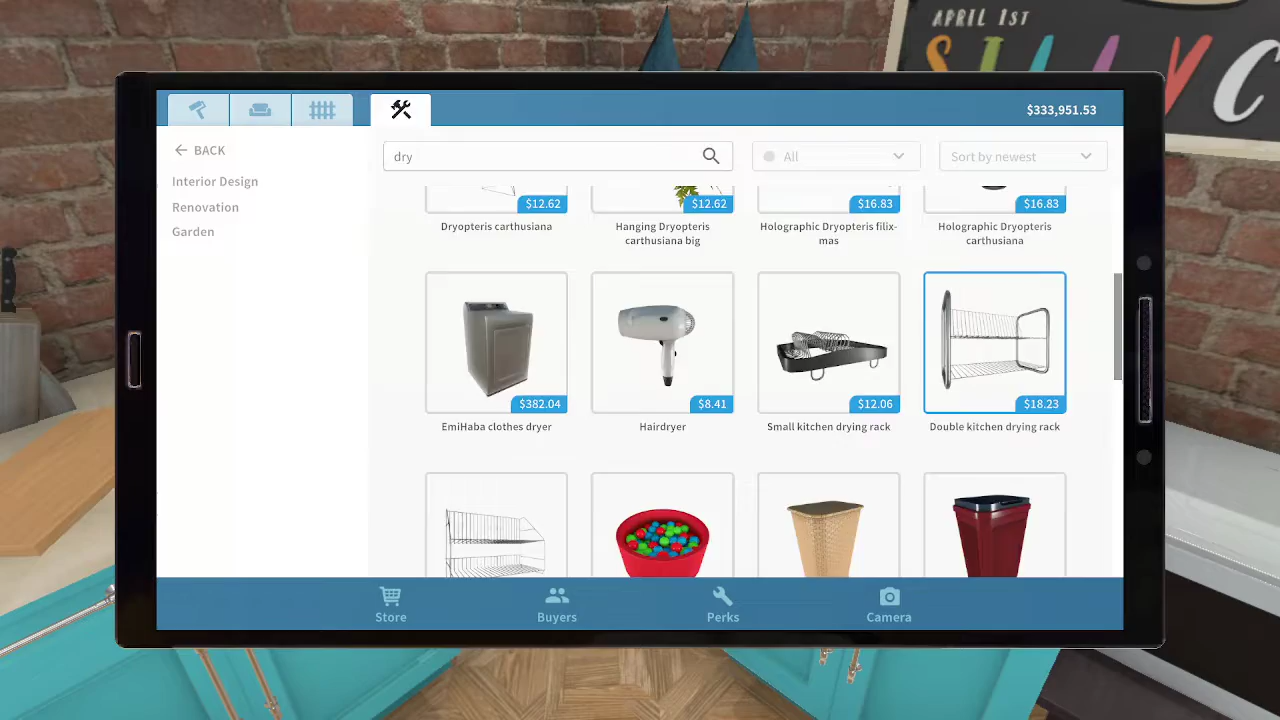 APRIL 1ST
$333,951.53
BACK
dry
All
Sort by newest
Interior Design
Renovation
Garden
$12.62
$12.62
$16.83
$16.83
Dryopteris carthusiana
Hanging Dryopteris
carthusiana big
Holographic Dryopteris filix-
mas
Holographic Dryopteris
carthusiana
$382.04
$8.41
$12.06
$18.23
EmiHaba clothes dryer
Hairdryer
Small kitchen drying rack
Double kitchen drying rack
Store
Buyers
Perks
Camera